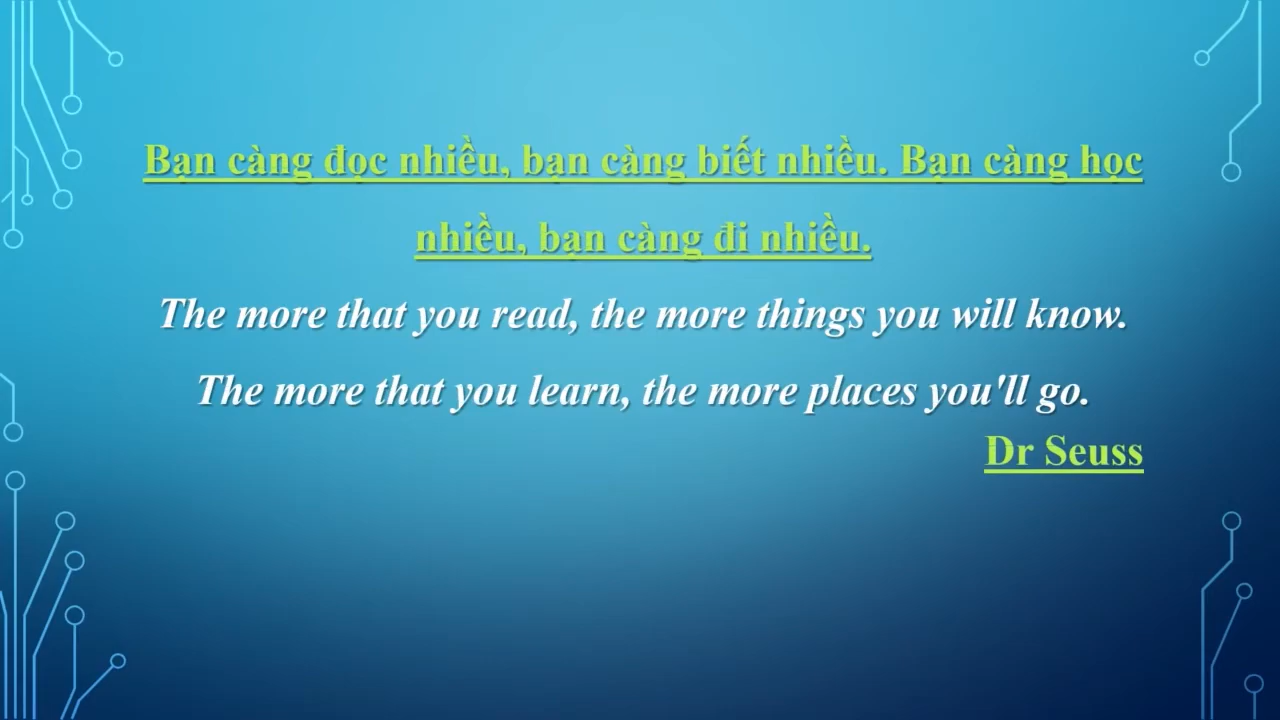 Bạn càng đọc nhiều, bạn càng biết nhiều. Bạn càng học
nhiều, bạn càng đi nhiều.
The more that you read, the more things you will know.
The more that you learn, the more places you'll go.
Dr Seuss